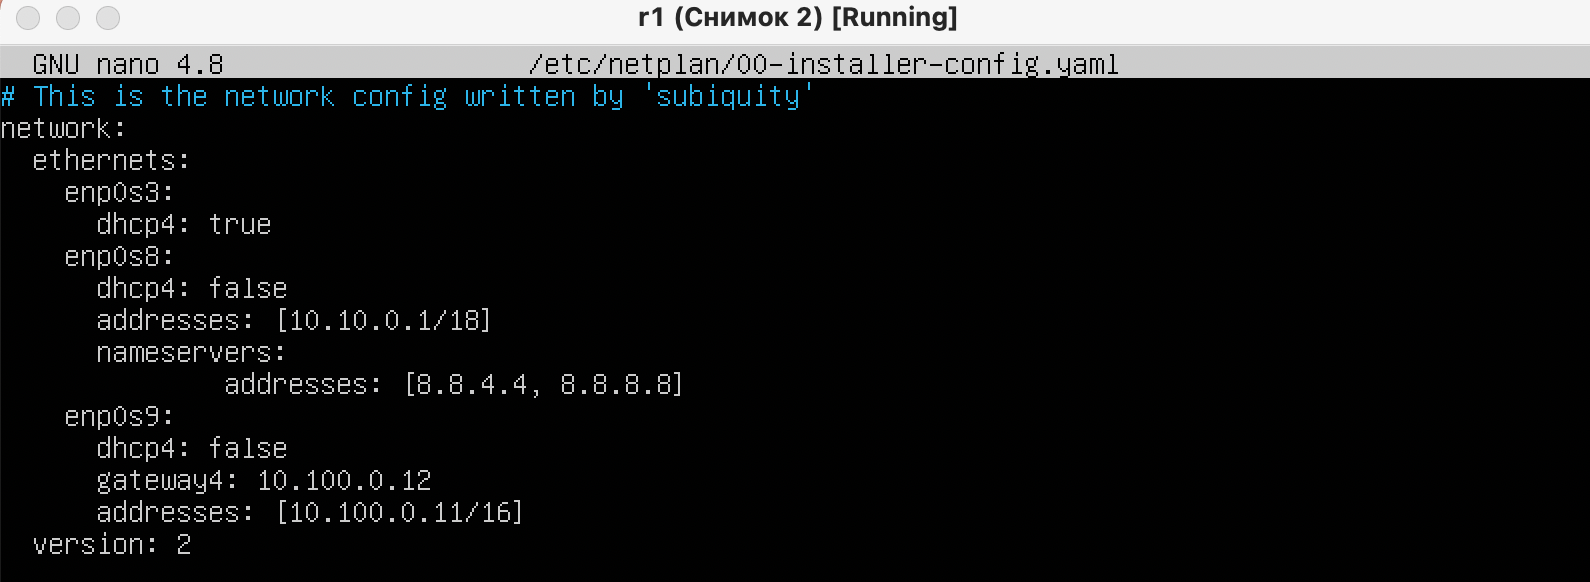 r1 (Снимок 2) [Running]
GNU nano 4.8 /etc/netplan/00-installer-config.yaml
# This is the network config written by 'subiquity'
network:
  ethernets:
    enp0s3:
      dhcp4: true
    enp0s8:
      dhcp4: false
      addresses: [10.10.0.1/18]
      nameservers:
              addresses: [8.8.4.4, 8.8.8.8]
    enp0s9:
      dhcp4: false
      gateway4: 10.100.0.12
      addresses: [10.100.0.11/16]
  version: 2